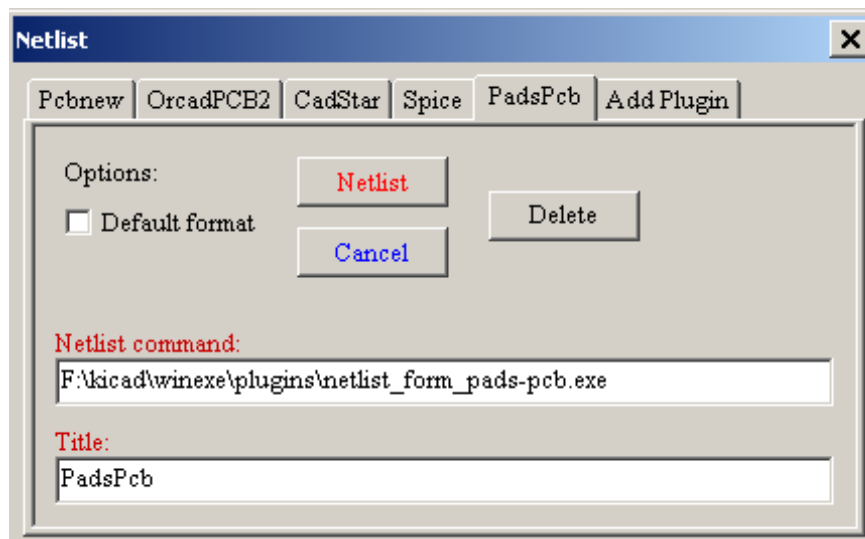 Netlist
Pcbnew OrcadPCB2 CadStar Spice PadsPcb Add Plugin
Options:
Netlist
Default format
Delete
Cancel
Netlist command:
F:\kicad\winexe\plugins\netlist_form_pads-pcb.exe
Title:
PadsPcb